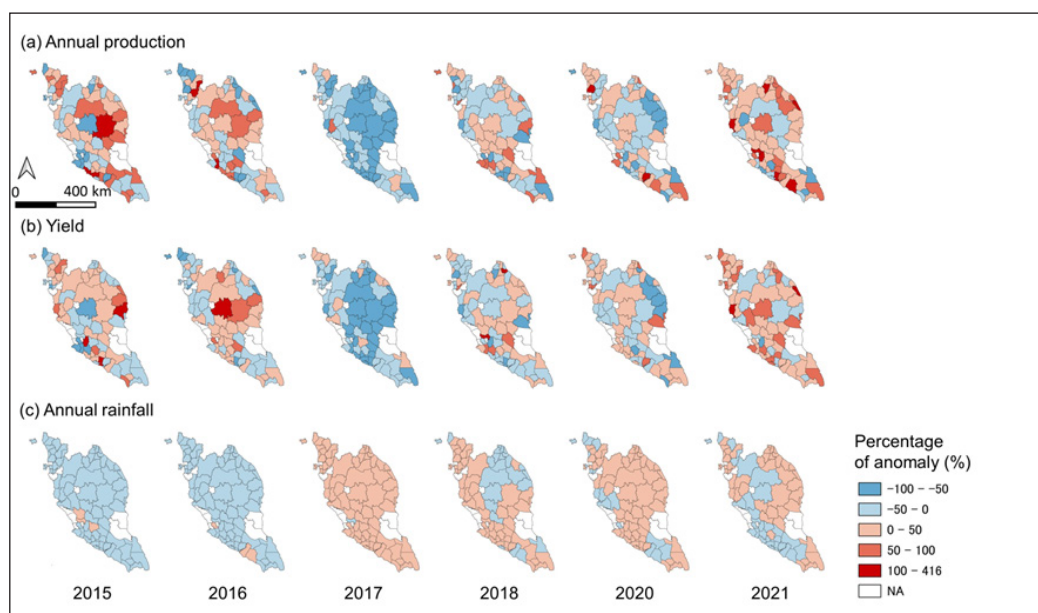 (a) Annual production
0 400 km
(b) Yield
(c) Annual rainfall
Percentage
of anomaly (%)
-100 - -50
-50 - 0
0 - 50
50 - 100
100 - 416
NA
2015 2016 2017 2018 2020 2021